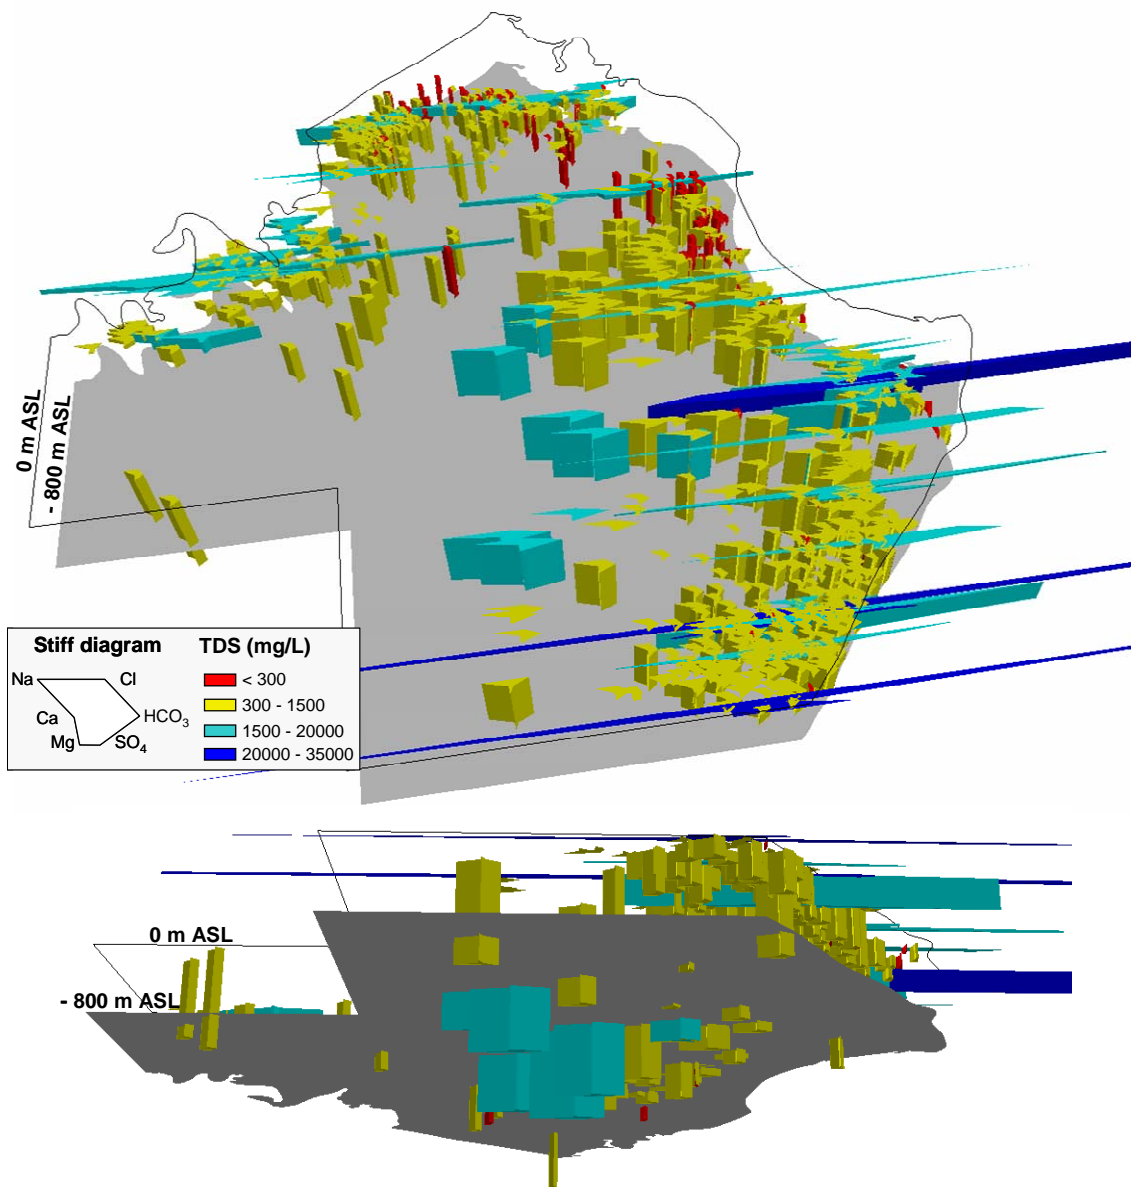 0 m ASL
- 800 m ASL
Stiff diagram
TDS (mg/L)
Na
Cl
Ca
HCO₃
Mg
SO₄
< 300
300 - 1500
1500 - 20000
20000 - 35000
0 m ASL
- 800 m ASL